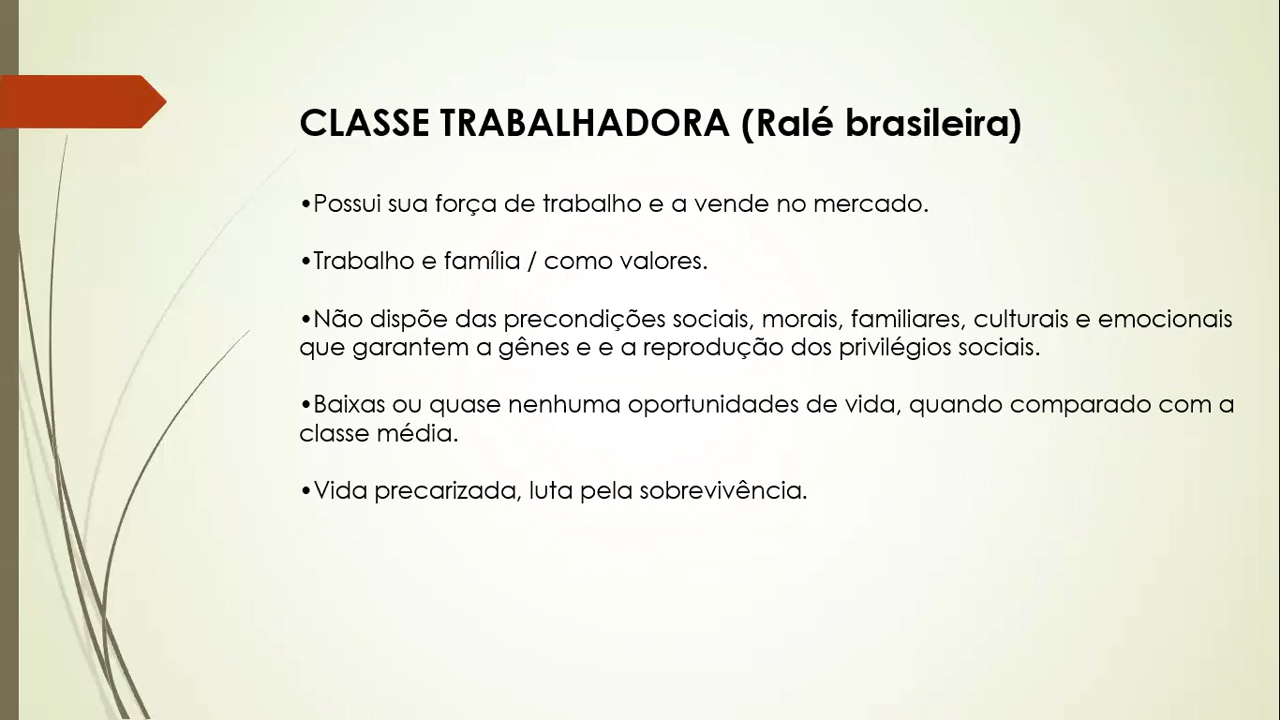 CLASSE TRABALHADORA (Ralé brasileira)
•Possui sua força de trabalho e a vende no mercado.
•Trabalho e família / como valores.
•Não dispõe das precondições sociais, morais, familiares, culturais e emocionais
que garantem a gênes e e a reprodução dos privilégios sociais.
•Baixas ou quase nenhuma oportunidades de vida, quando comparado com a
classe média.
•Vida precarizada, luta pela sobrevivência.